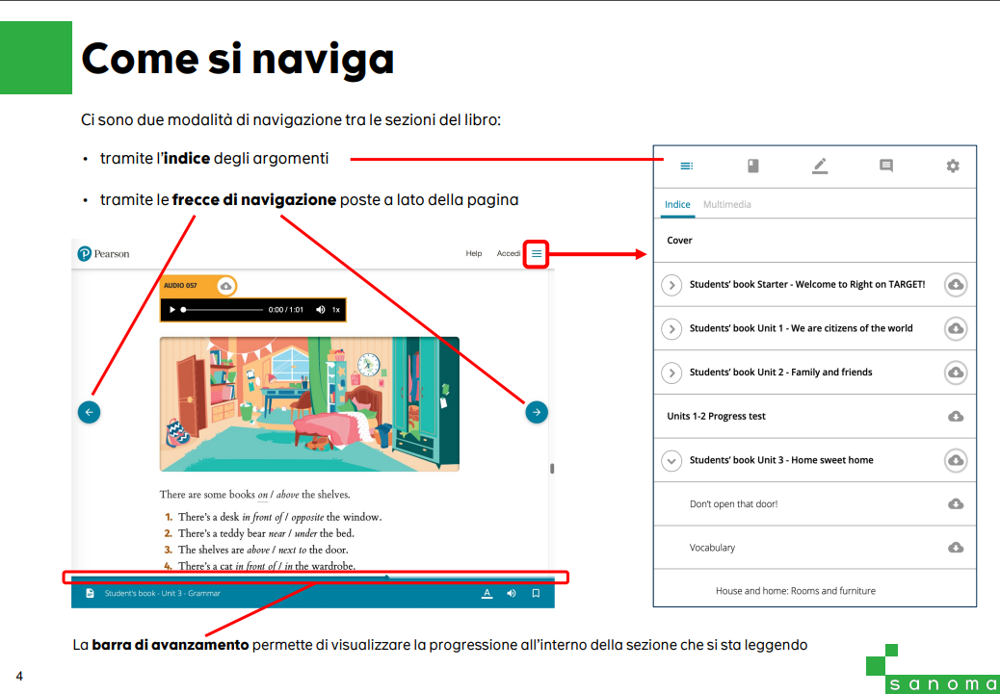 Come si naviga
Ci sono due modalità di navigazione tra le sezioni del libro:
• tramite l'indice degli argomenti
• tramite le frecce di navigazione poste a lato della pagina
Pearson
Help Accedi
AUDIO 057
0:00 / 1:01 1x
There are some books on / above the shelves.
1. There's a desk in front of / opposite the window.
2. There's a teddy bear near / under the bed.
3. The shelves are above / next to the door.
4. There's a cat in front of / in the wardrobe.
Student's book - Unit 3 - Grammar
A
Indice Multimedia
Cover
Students' book Starter - Welcome to Right on TARGET!
Students' book Unit 1 - We are citizens of the world
Students' book Unit 2 - Family and friends
Units 1-2 Progress test
Students' book Unit 3 - Home sweet home
Don't open that door!
Vocabulary
House and home: Rooms and furniture
La barra di avanzamento permette di visualizzare la progressione all'interno della sezione che si sta leggendo
4
sanoma